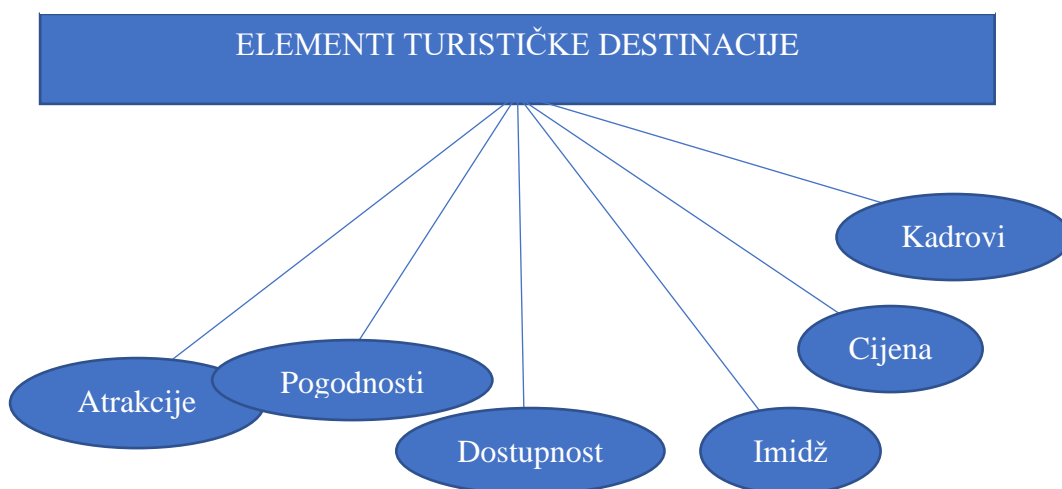 ELEMENTI TURISTIČKE DESTINACIJE
Kadrovi
Cijena
Pogodnosti
Atrakcije
Dostupnost
Imidž